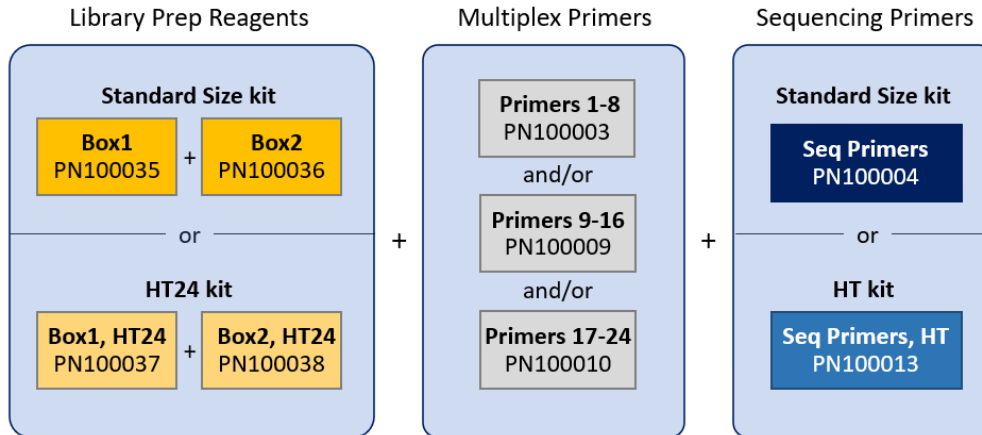 Library Prep Reagents
Standard Size kit
Box1
PN100035
+
Box2
PN100036
or
HT24 kit
Box1, HT24
PN100037
+
Box2, HT24
PN100038
+
Multiplex Primers
Primers 1-8
PN100003
and/or
Primers 9-16
PN100009
and/or
Primers 17-24
PN100010
+
Sequencing Primers
Standard Size kit
Seq Primers
PN100004
or
HT kit
Seq Primers, HT
PN100013